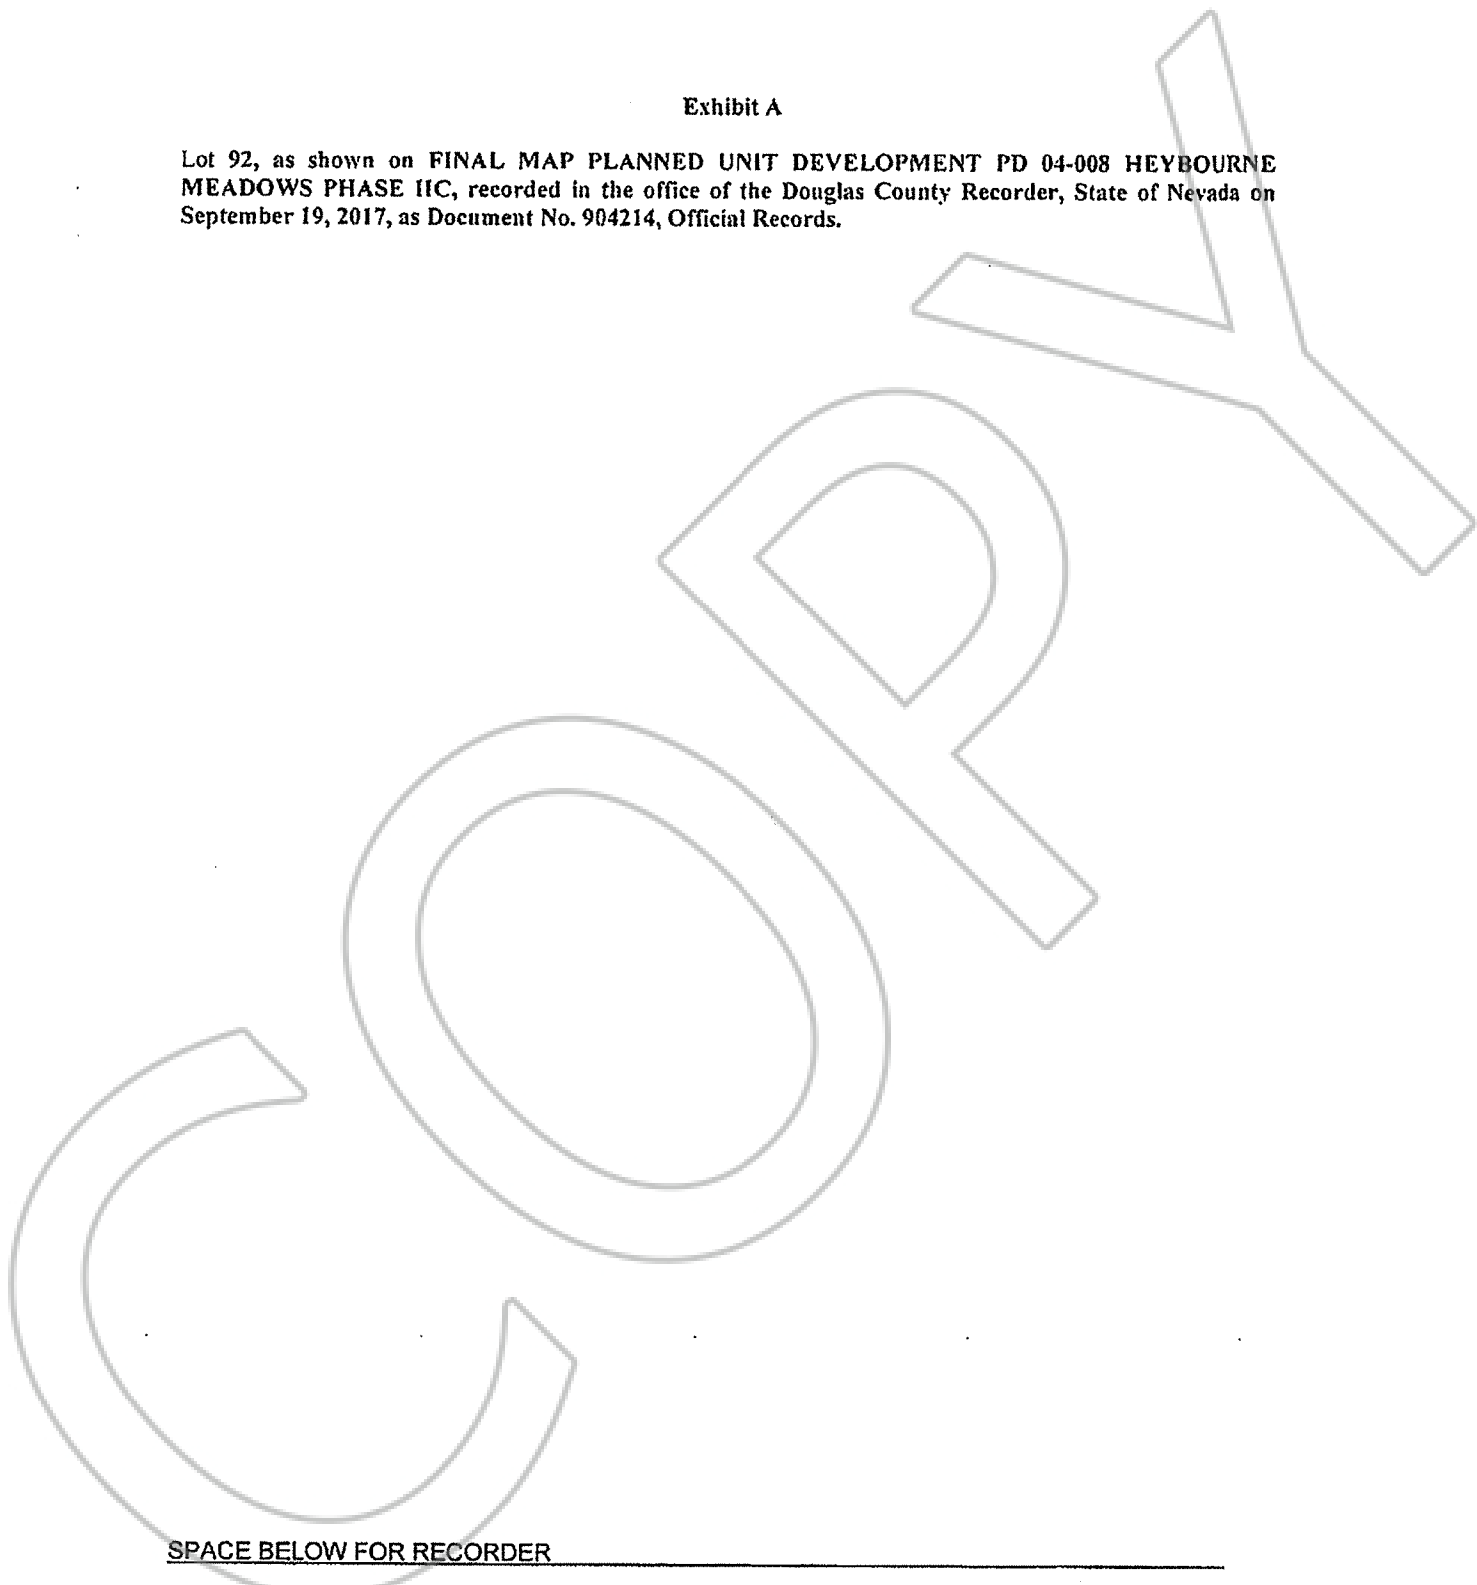 Exhibit A
Lot 92, as shown on FINAL MAP PLANNED UNIT DEVELOPMENT PD 04-008 HEYBOURNE
MEADOWS PHASE IIC, recorded in the office of the Douglas County Recorder, State of Nevada on
September 19, 2017, as Document No. 904214, Official Records.
COPY
SPACE BELOW FOR RECORDER